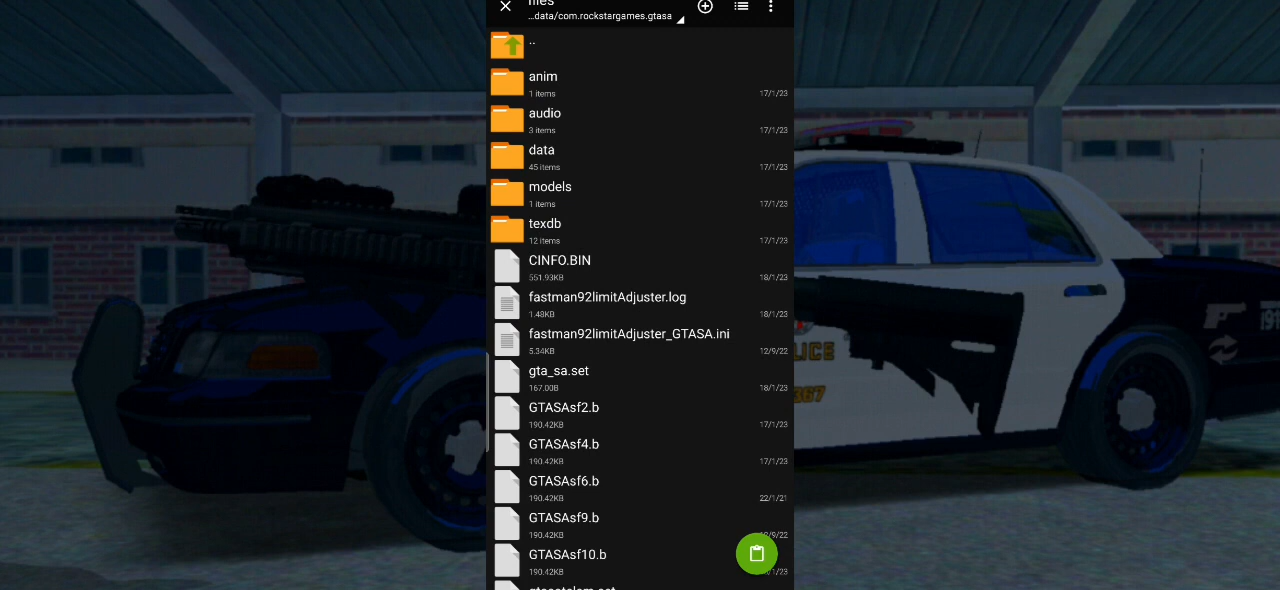 files
...data/com.rockstargames.gtasa
..
anim
1 items
17/1/23
audio
3 items
17/1/23
data
45 items
17/1/23
models
1 items
17/1/23
texdb
12 items
17/1/23
CINFO.BIN
551.93KB
18/1/23
fastman92limitAdjuster.log
1.48KB
18/1/23
fastman92limitAdjuster_GTASA.ini
5.34KB
12/9/22
gta_sa.set
167.00B
18/1/23
GTASAsf2.b
190.42KB
17/1/23
GTASAsf4.b
190.42KB
17/1/23
GTASAsf6.b
190.42KB
22/1/21
GTASAsf9.b
190.42KB
GTASAsf10.b
190.42KB